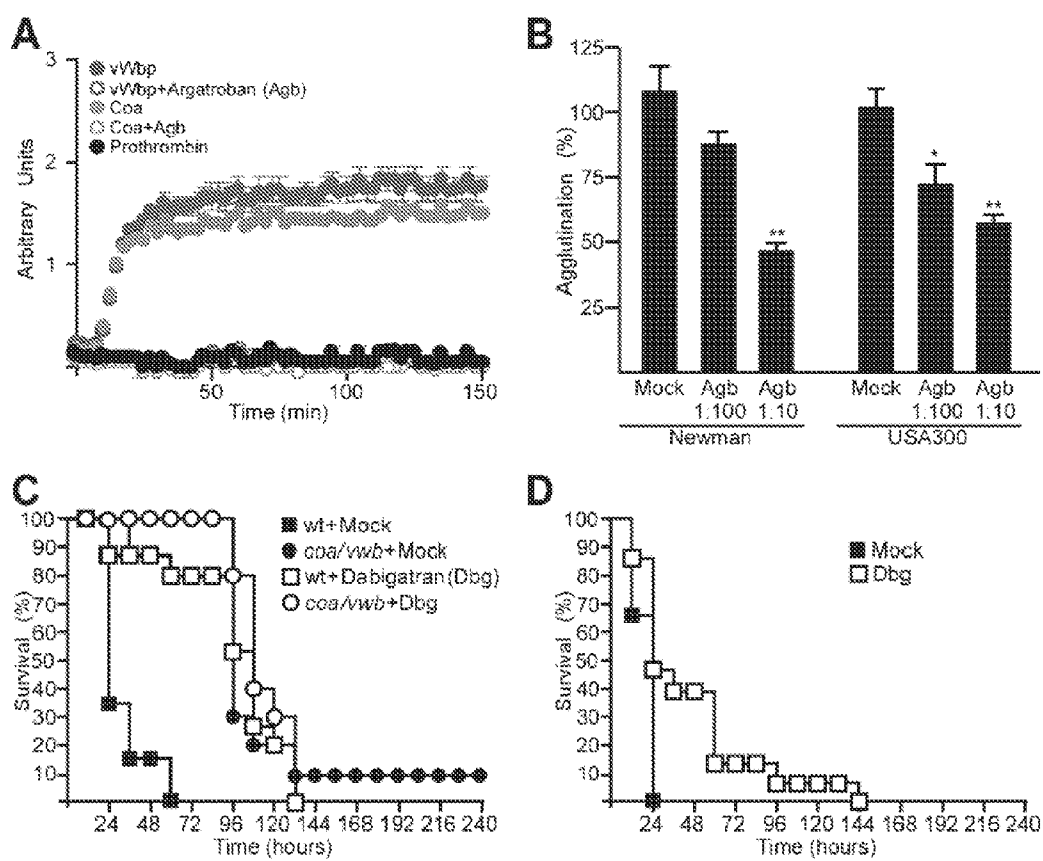 A
3
2
1
Arbitrary Units
vWbp
vWbp+Argatroban (Agb)
Coa
Coa+Agb
Prothrombin
50
100
150
Time (min)
B
125
100
75
50
25
Agglutination (%)
*
**
**
Mock
Agb
1:100
Agb
1:10
Mock
Agb
1:100
Agb
1:10
Newman
USA300
C
100
90
80
70
60
50
40
30
20
10
Survival (%)
wt+Mock
coa/vwb+Mock
wt+Dabigatran (Dbg)
coa/vwb+Dbg
24 48 72 96 120 144 168 192 216 240
Time (hours)
D
100
90
80
70
60
50
40
30
20
10
Survival (%)
Mock
Dbg
24 48 72 96 120 144 168 192 216 240
Time (hours)